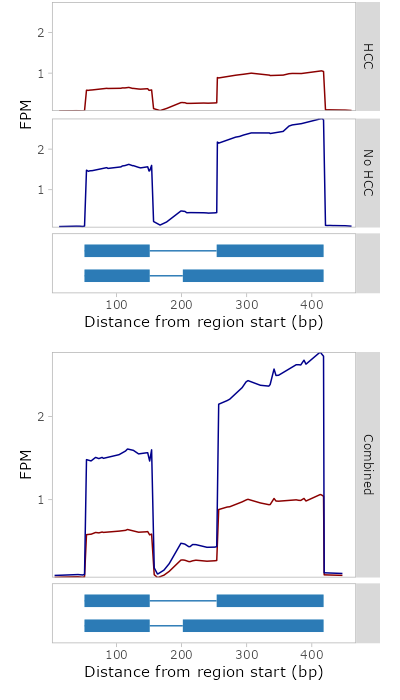 2
1
HCC
FPM
2
1
No HCC
100 200 300 400
Distance from region start (bp)
2
1
FPM
Combined
100 200 300 400
Distance from region start (bp)